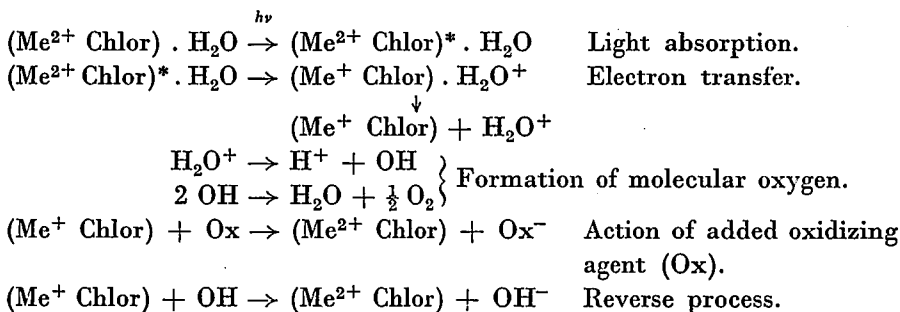 hν
(Me²⁺ Chlor) . H₂O → (Me²⁺ Chlor)* . H₂O Light absorption.
(Me²⁺ Chlor)* . H₂O → (Me⁺ Chlor) . H₂O⁺ Electron transfer.
↓
(Me⁺ Chlor) + H₂O⁺
H₂O⁺ → H⁺ + OH
2 OH → H₂O + ½ O₂ } Formation of molecular oxygen.
(Me⁺ Chlor) + Ox → (Me²⁺ Chlor) + Ox⁻ Action of added oxidizing
agent (Ox).
(Me⁺ Chlor) + OH → (Me²⁺ Chlor) + OH⁻ Reverse process.